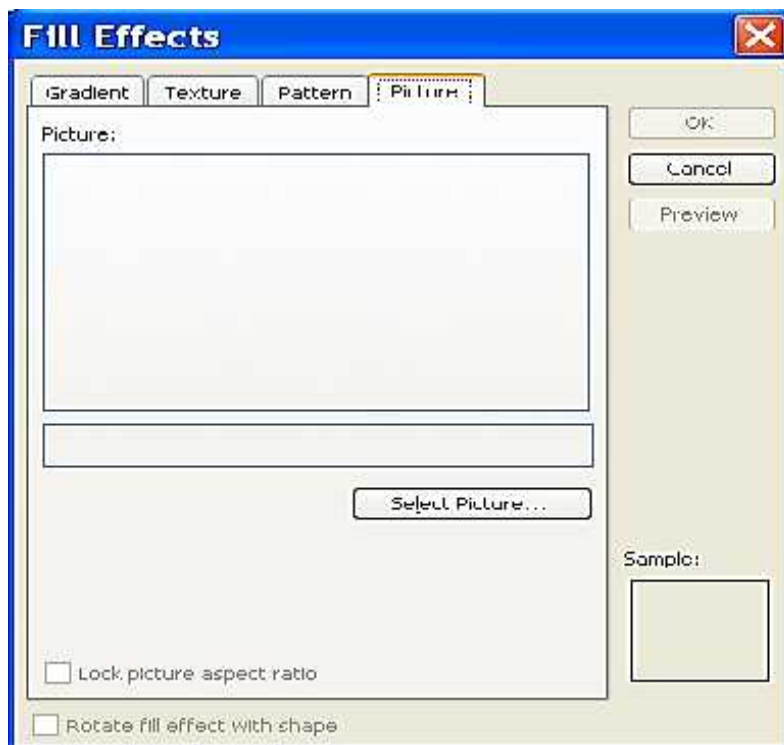 Fill Effects
Gradient Texture Pattern Picture
Picture:
OK
Cancel
Preview
Select Picture...
Sample:
Lock picture aspect ratio
Rotate fill effect with shape